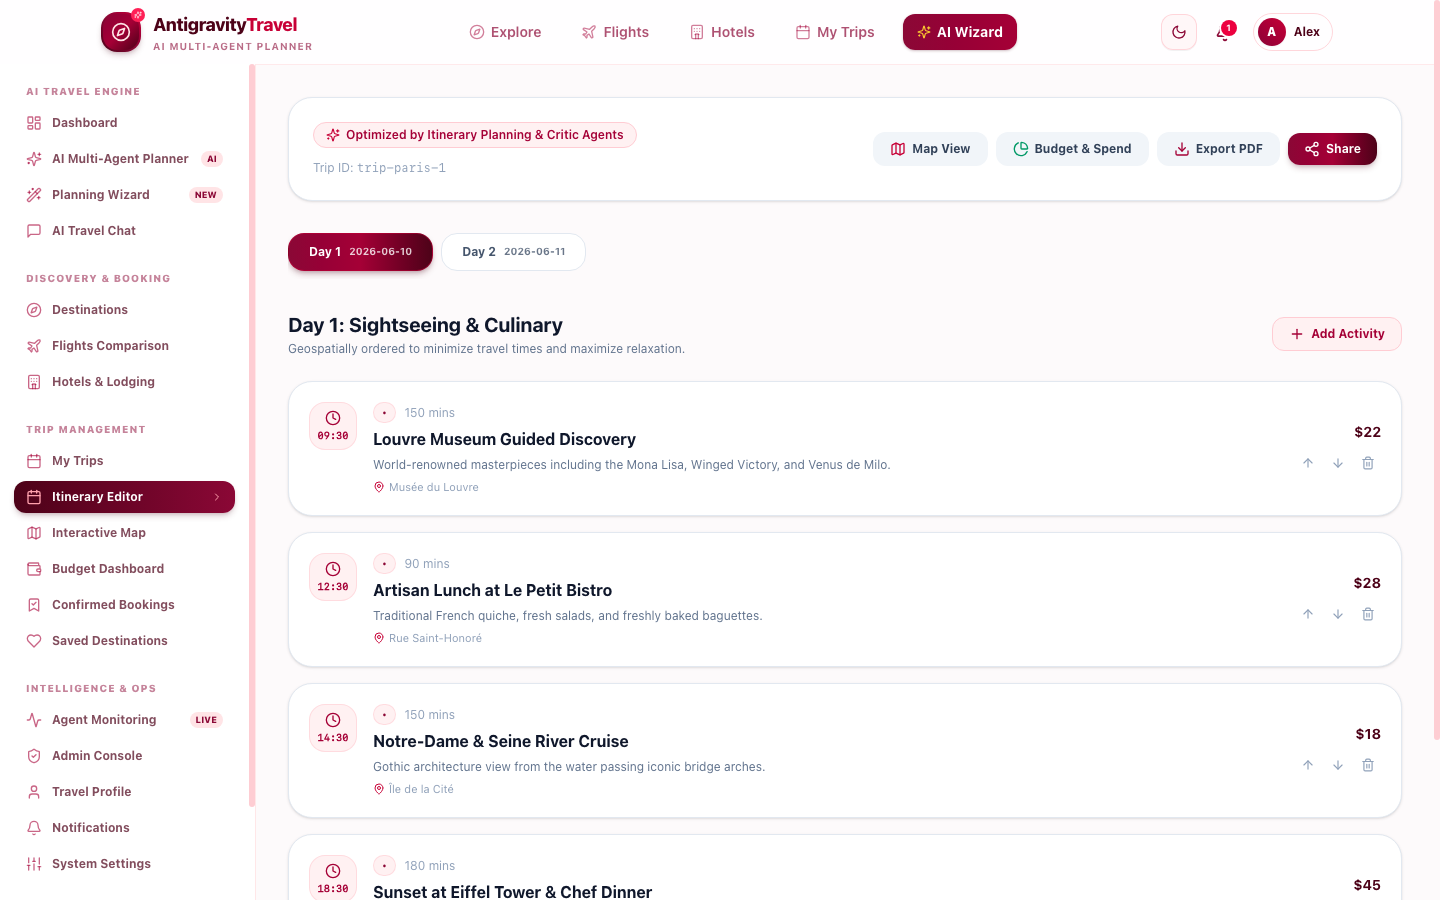 AntigravityTravel
AI MULTI-AGENT PLANNER
Explore
Flights
Hotels
My Trips
AI Wizard
1
A
Alex
AI TRAVEL ENGINE
Dashboard
AI Multi-Agent Planner AI
Planning Wizard NEW
AI Travel Chat
DISCOVERY & BOOKING
Destinations
Flights Comparison
Hotels & Lodging
TRIP MANAGEMENT
My Trips
Itinerary Editor
Interactive Map
Budget Dashboard
Confirmed Bookings
Saved Destinations
INTELLIGENCE & OPS
Agent Monitoring LIVE
Admin Console
Travel Profile
Notifications
System Settings
Optimized by Itinerary Planning & Critic Agents
Trip ID: trip-paris-1
Map View
Budget & Spend
Export PDF
Share
Day 1 2026-06-10
Day 2 2026-06-11
Day 1: Sightseeing & Culinary
Geospatially ordered to minimize travel times and maximize relaxation.
Add Activity
09:30
• 150 mins
Louvre Museum Guided Discovery
World-renowned masterpieces including the Mona Lisa, Winged Victory, and Venus de Milo.
Musée du Louvre
$22
12:30
• 90 mins
Artisan Lunch at Le Petit Bistro
Traditional French quiche, fresh salads, and freshly baked baguettes.
Rue Saint-Honoré
$28
14:30
• 150 mins
Notre-Dame & Seine River Cruise
Gothic architecture view from the water passing iconic bridge arches.
Île de la Cité
$18
18:30
• 180 mins
Sunset at Eiffel Tower & Chef Dinner
$45